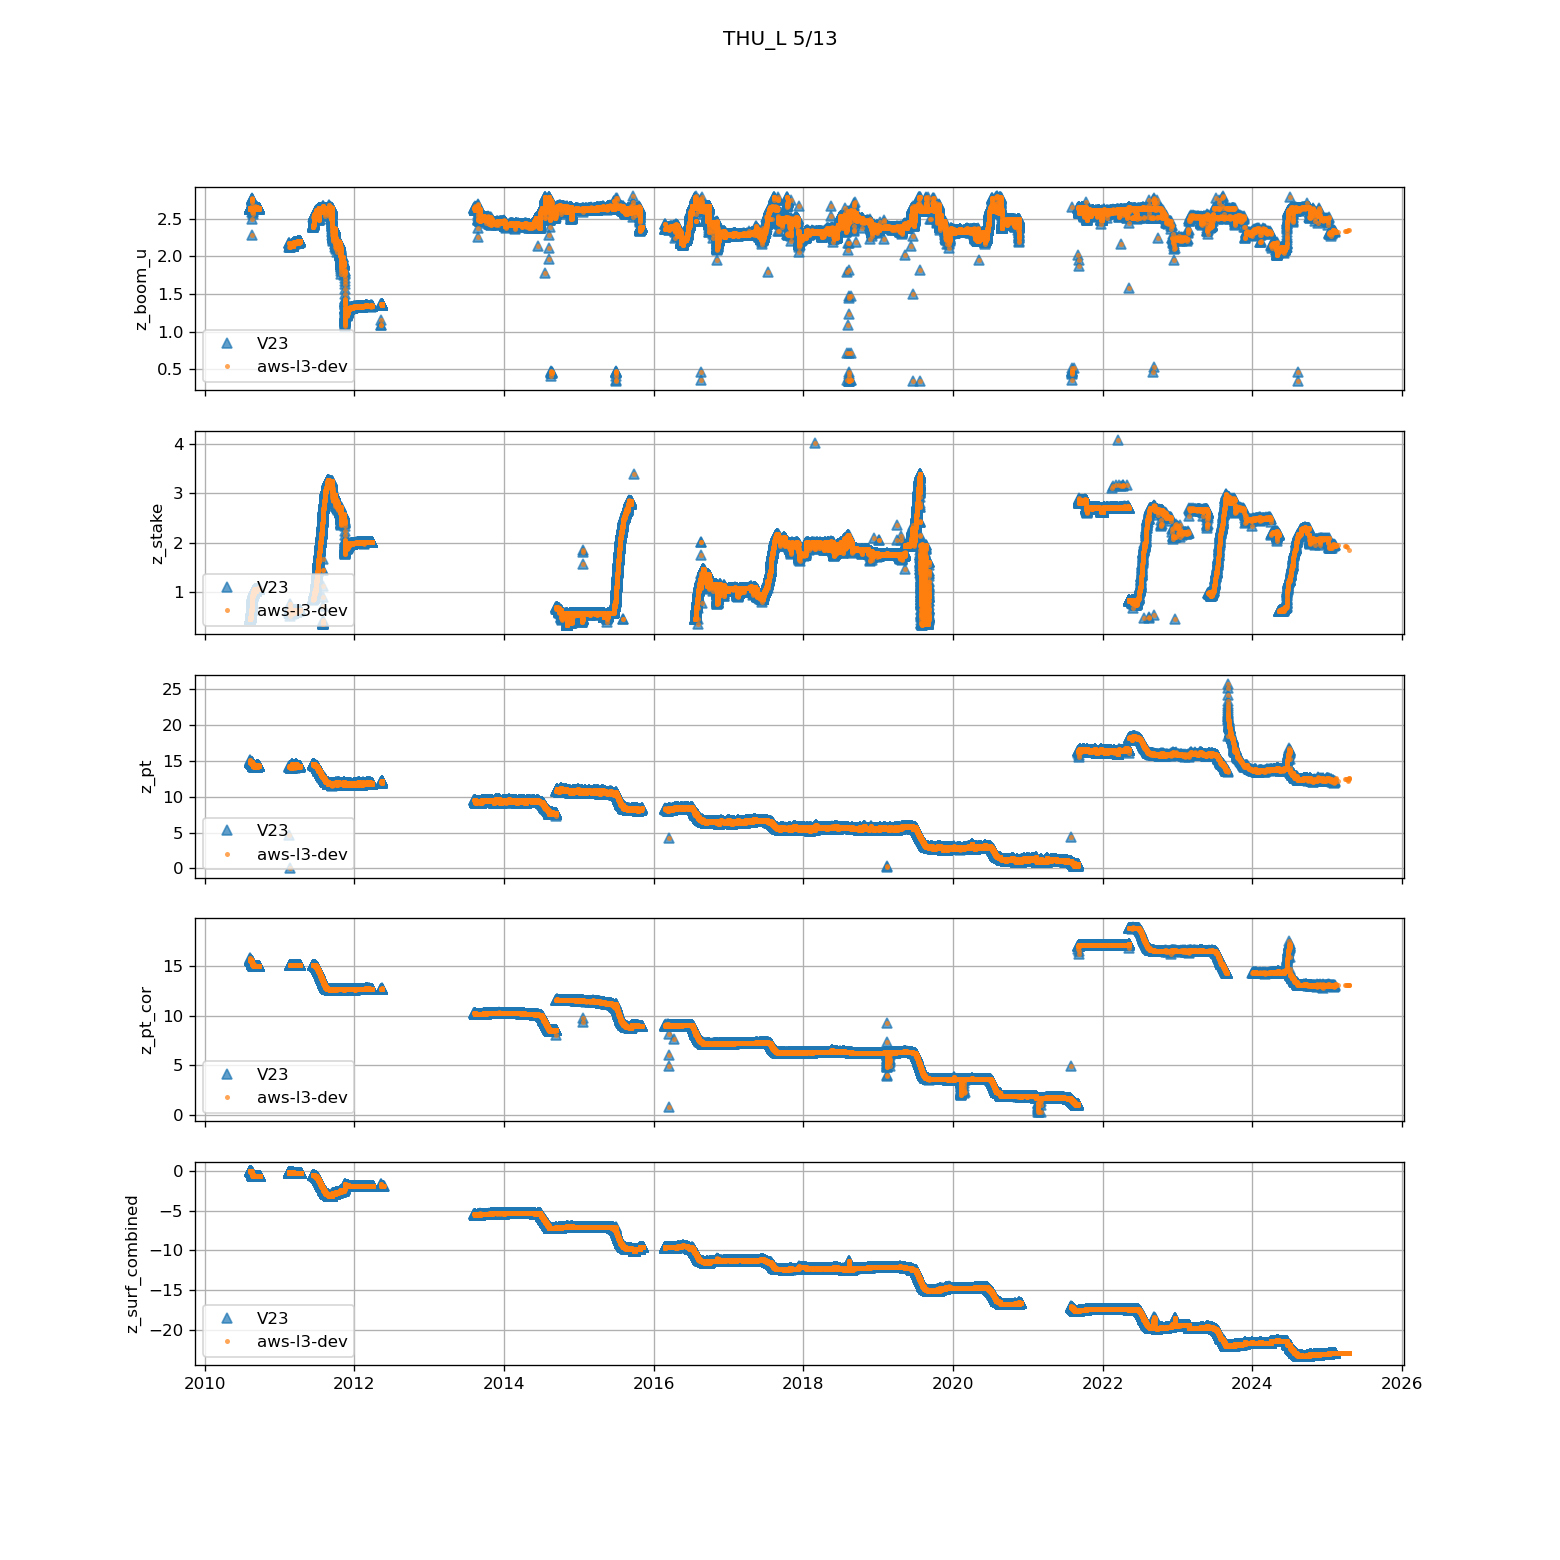 THU_L 5/13
z_boom_u
2.5
2.0
1.5
1.0
0.5
V23
aws-l3-dev
z_stake
4
3
2
1
V23
aws-l3-dev
z_pt
25
20
15
10
5
0
V23
aws-l3-dev
z_pt_cor
15
10
5
0
V23
aws-l3-dev
z_surf_combined
0
−5
−10
−15
−20
V23
aws-l3-dev
2010 2012 2014 2016 2018 2020 2022 2024 2026